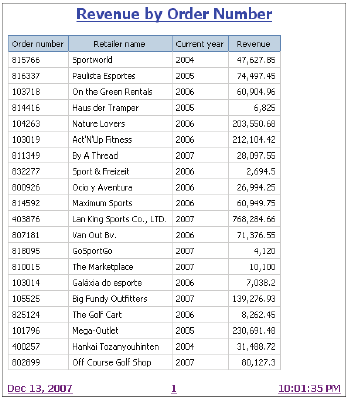 Revenue by Order Number
Order number Retailer name Current year Revenue
815766 Sportworld 2004 47,627.85
816337 Paulista Esportes 2005 74,497.45
103718 On the Green Rentals 2006 60,904.96
814416 Haus der Tramper 2005 6,825
104263 Nature Lovers 2006 203,550.68
103019 Act'N'Up Fitness 2006 212,104.42
811349 By A Thread 2007 28,097.55
832277 Sport & Freizeit 2006 2,694.5
800926 Ocio y Aventura 2006 26,994.25
814592 Maximum Sports 2006 60,949.75
403876 Lan King Sports Co., LTD. 2007 768,284.66
807181 Van Out Bv. 2006 71,376.55
818095 GoSportGo 2007 4,120
810015 The Marketplace 2007 10,100
103014 Galáxia do esporte 2006 7,038.2
105525 Big Fundy Outfitters 2007 139,276.93
825124 The Golf Cart 2006 8,262.45
101796 Mega-Outlet 2005 230,691.48
400257 Hankai Tozanyouhinten 2004 31,488.72
802899 Off Course Golf Shop 2007 80,127.3
Dec 13, 2007 1 10:01:35 PM